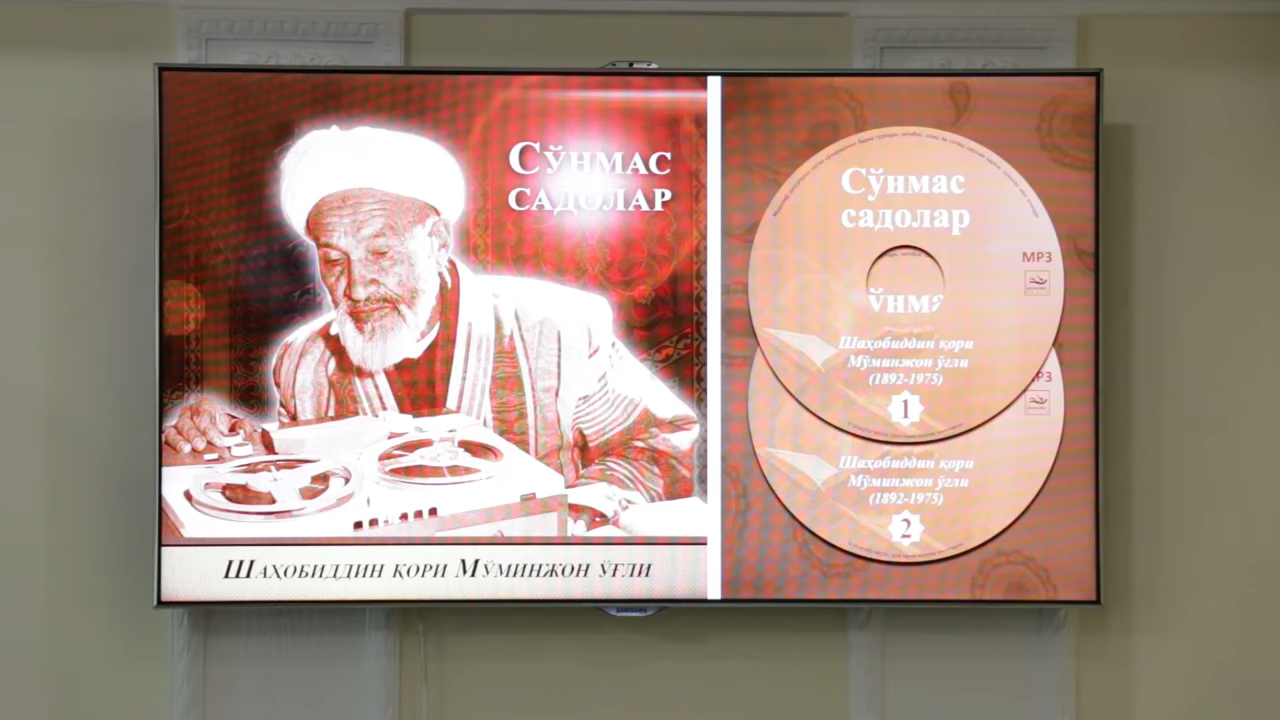 Сўнмас
садолар
Шаҳобиддин қори Мўминжон ўғли
Сўнмас
садолар
MP3
ўнма
Шаҳобиддин қори
Мўминжон ўғли
(1892-1975)
1
MP3
Шаҳобиддин қори
Мўминжон ўғли
(1892-1975)
2